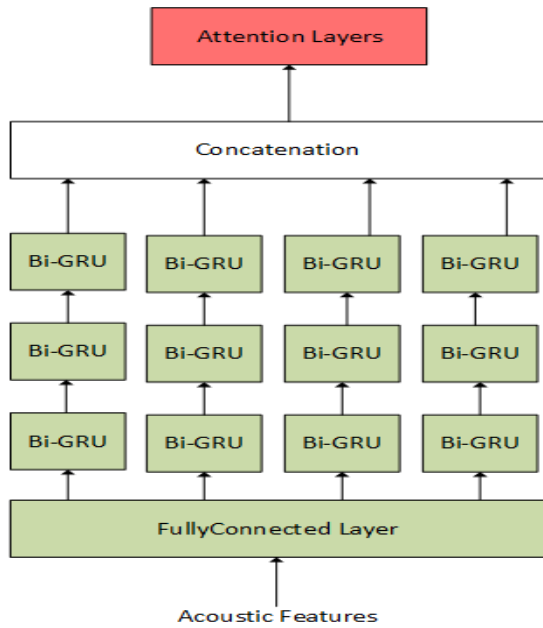 Attention Layers
Concatenation
Bi-GRU Bi-GRU Bi-GRU Bi-GRU
Bi-GRU Bi-GRU Bi-GRU Bi-GRU
Bi-GRU Bi-GRU Bi-GRU Bi-GRU
FullyConnected Layer
Acoustic Features